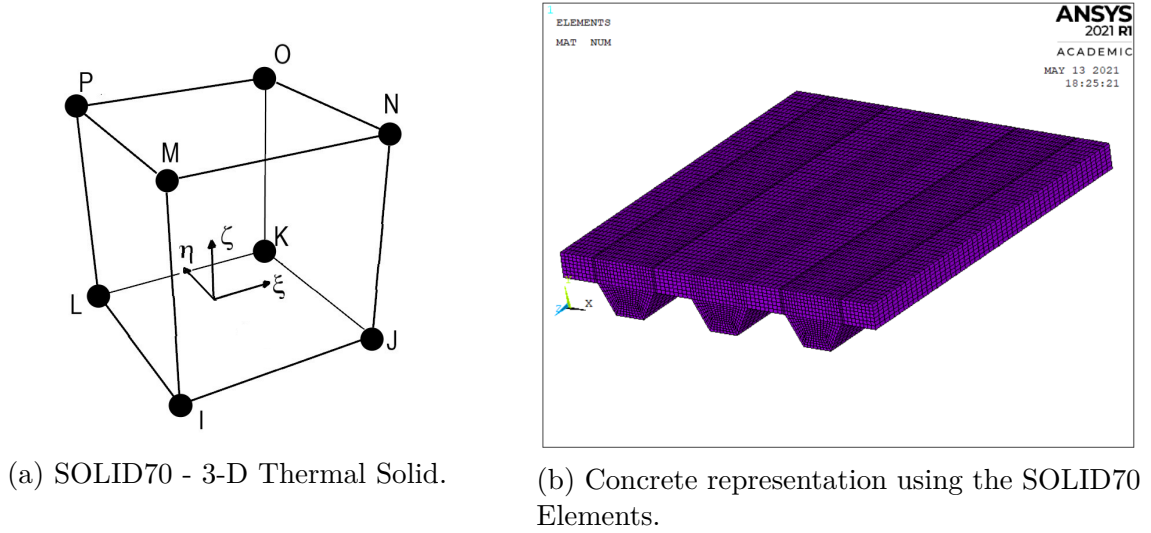 P
O
N
M
ζ
η
K
ξ
L
J
I
(a) SOLID70 - 3-D Thermal Solid.
1
ELEMENTS
MAT NUM
ANSYS
2021 R1
ACADEMIC
MAY 13 2021
18:25:21
Y
Z
X
(b) Concrete representation using the SOLID70
Elements.